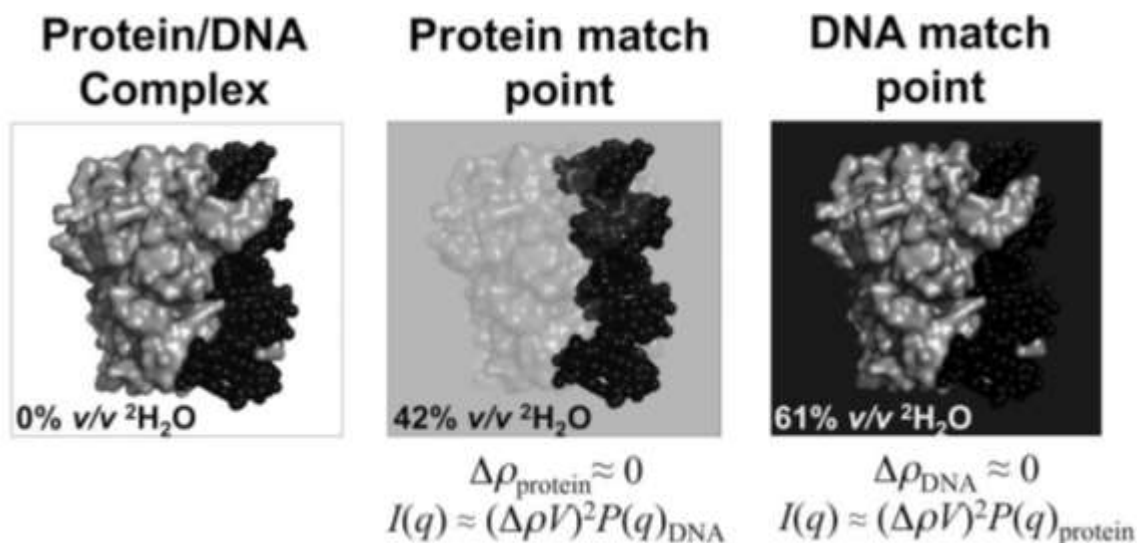 Protein/DNA
Complex
Protein match
point
DNA match
point
0% v/v ²H₂O
42% v/v ²H₂O
61% v/v ²H₂O
Δρprotein ≈ 0
I(q) ≈ (ΔρV)²P(q)DNA
ΔρDNA ≈ 0
I(q) ≈ (ΔρV)²P(q)protein